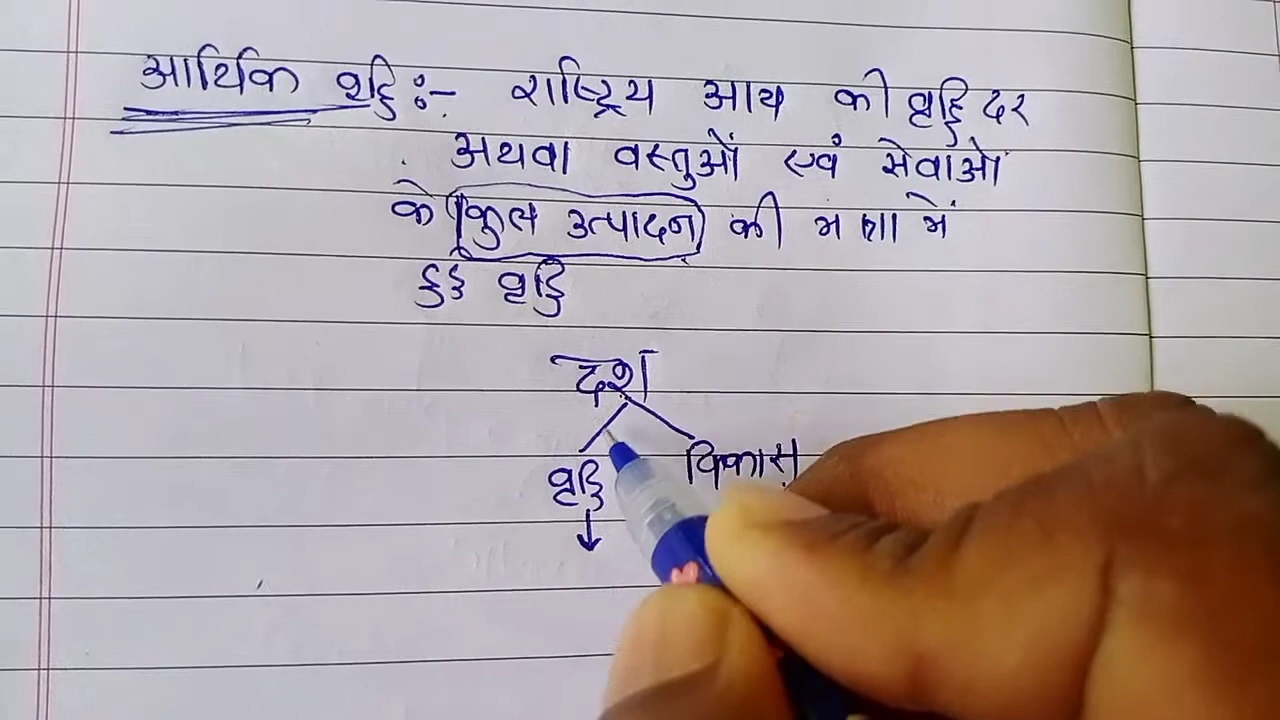 आर्थिक वृद्धि :- राष्ट्रिय आय की वृद्धि दर
अथवा वस्तुओं एवं सेवाओ
के कुल उत्पादन की मात्रा में
हुई वृद्धि
देश
वृद्धि विकास